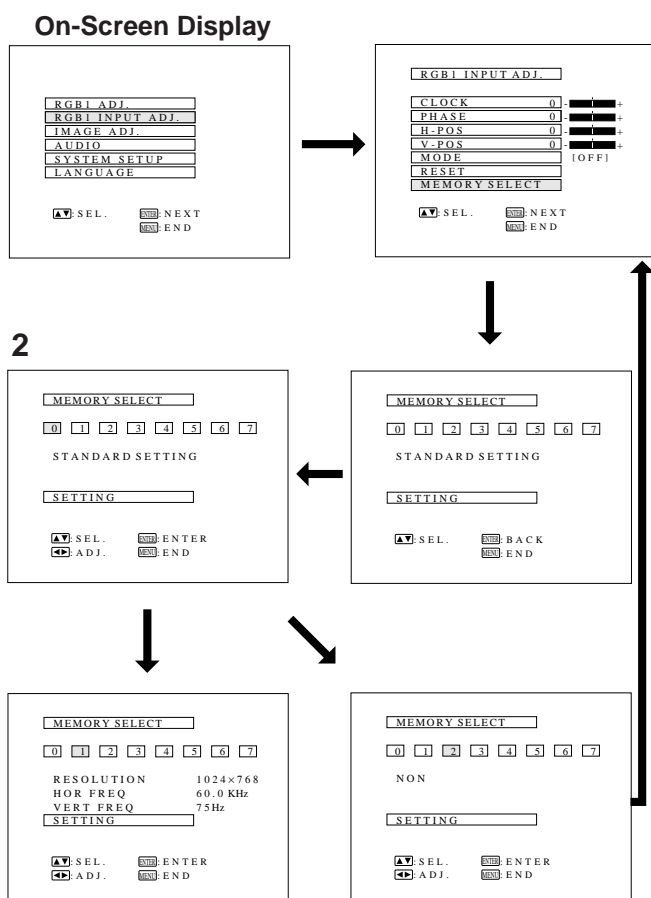 On-Screen Display
RGB1 ADJ.
RGB1 INPUT ADJ.
IMAGE ADJ.
AUDIO
SYSTEM SETUP
LANGUAGE
▲▼:SEL. ENTER:NEXT
MENU:END
RGB1 INPUT ADJ.
CLOCK 0 - +
PHASE 0 - +
H-POS 0 - +
V-POS 0 - +
MODE [OFF]
RESET
MEMORY SELECT
▲▼:SEL. ENTER:NEXT
MENU:END
2
MEMORY SELECT
0 1 2 3 4 5 6 7
STANDARD SETTING
SETTING
▲▼:SEL. ENTER:ENTER
◀▶:ADJ. MENU:END
MEMORY SELECT
0 1 2 3 4 5 6 7
STANDARD SETTING
SETTING
▲▼:SEL. ENTER:BACK
MENU:END
MEMORY SELECT
0 1 2 3 4 5 6 7
RESOLUTION 1024×768
HOR FREQ 60.0 KHz
VERT FREQ 75Hz
SETTING
▲▼:SEL. ENTER:ENTER
◀▶:ADJ. MENU:END
MEMORY SELECT
0 1 2 3 4 5 6 7
NON
SETTING
▲▼:SEL. ENTER:ENTER
◀▶:ADJ. MENU:END